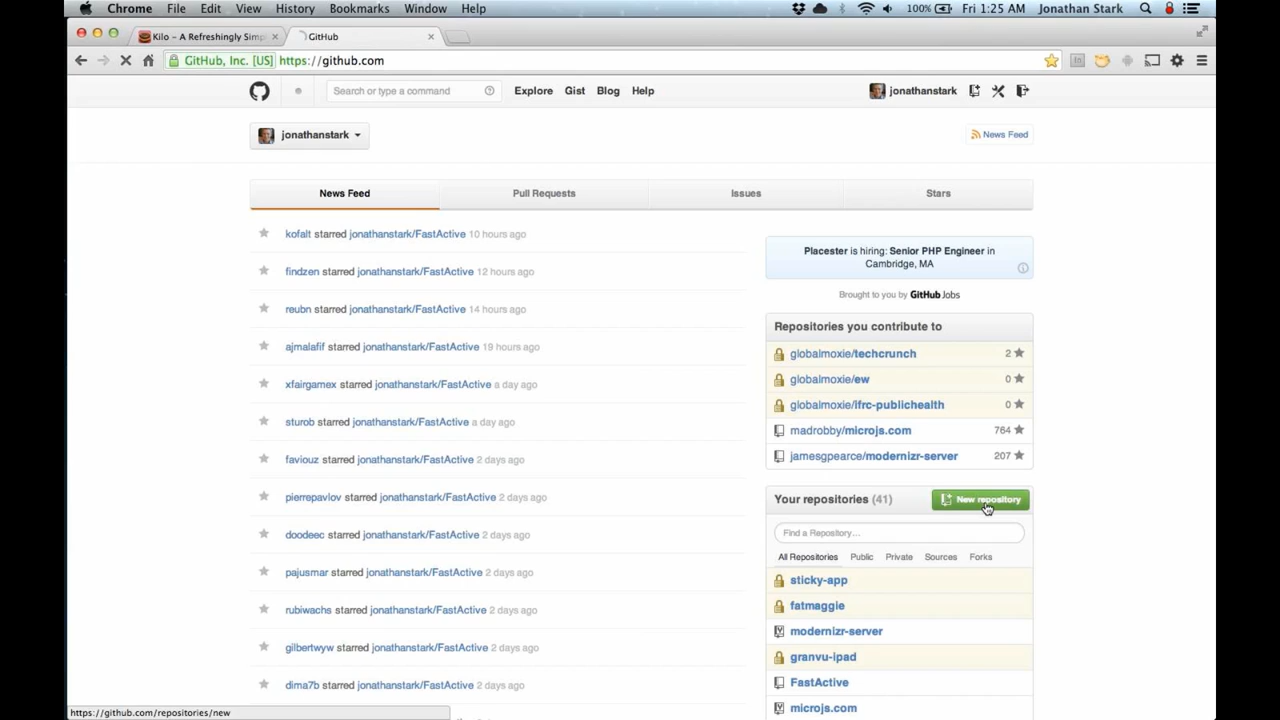 Chrome File Edit View History Bookmarks Window Help 100% Fri 1:25 AM Jonathan Stark
Kilo – A Refreshingly Simp GitHub
GitHub, Inc. [US] https://github.com
Search or type a command Explore Gist Blog Help jonathanstark
jonathanstark News Feed
News Feed Pull Requests Issues Stars
kofalt starred jonathanstark/FastActive 10 hours ago
findzen starred jonathanstark/FastActive 12 hours ago
reubn starred jonathanstark/FastActive 14 hours ago
ajmalafif starred jonathanstark/FastActive 19 hours ago
xfairgamex starred jonathanstark/FastActive a day ago
sturob starred jonathanstark/FastActive a day ago
faviouz starred jonathanstark/FastActive 2 days ago
pierrepavlov starred jonathanstark/FastActive 2 days ago
doodeec starred jonathanstark/FastActive 2 days ago
pajusmar starred jonathanstark/FastActive 2 days ago
rubiwachs starred jonathanstark/FastActive 2 days ago
gilbertwyw starred jonathanstark/FastActive 2 days ago
dima7b starred jonathanstark/FastActive 2 days ago
Placester is hiring: Senior PHP Engineer in
Cambridge, MA
Brought to you by GitHub Jobs
Repositories you contribute to
globalmoxie/techcrunch 2
globalmoxie/ew 0
globalmoxie/ifrc-publichealth 0
madrobby/microjs.com 764
jamesgpearce/modernizr-server 207
Your repositories (41) New repository
Find a Repository...
All Repositories Public Private Sources Forks
sticky-app
fatmaggie
modernizr-server
granvu-ipad
FastActive
microjs.com
https://github.com/repositories/new